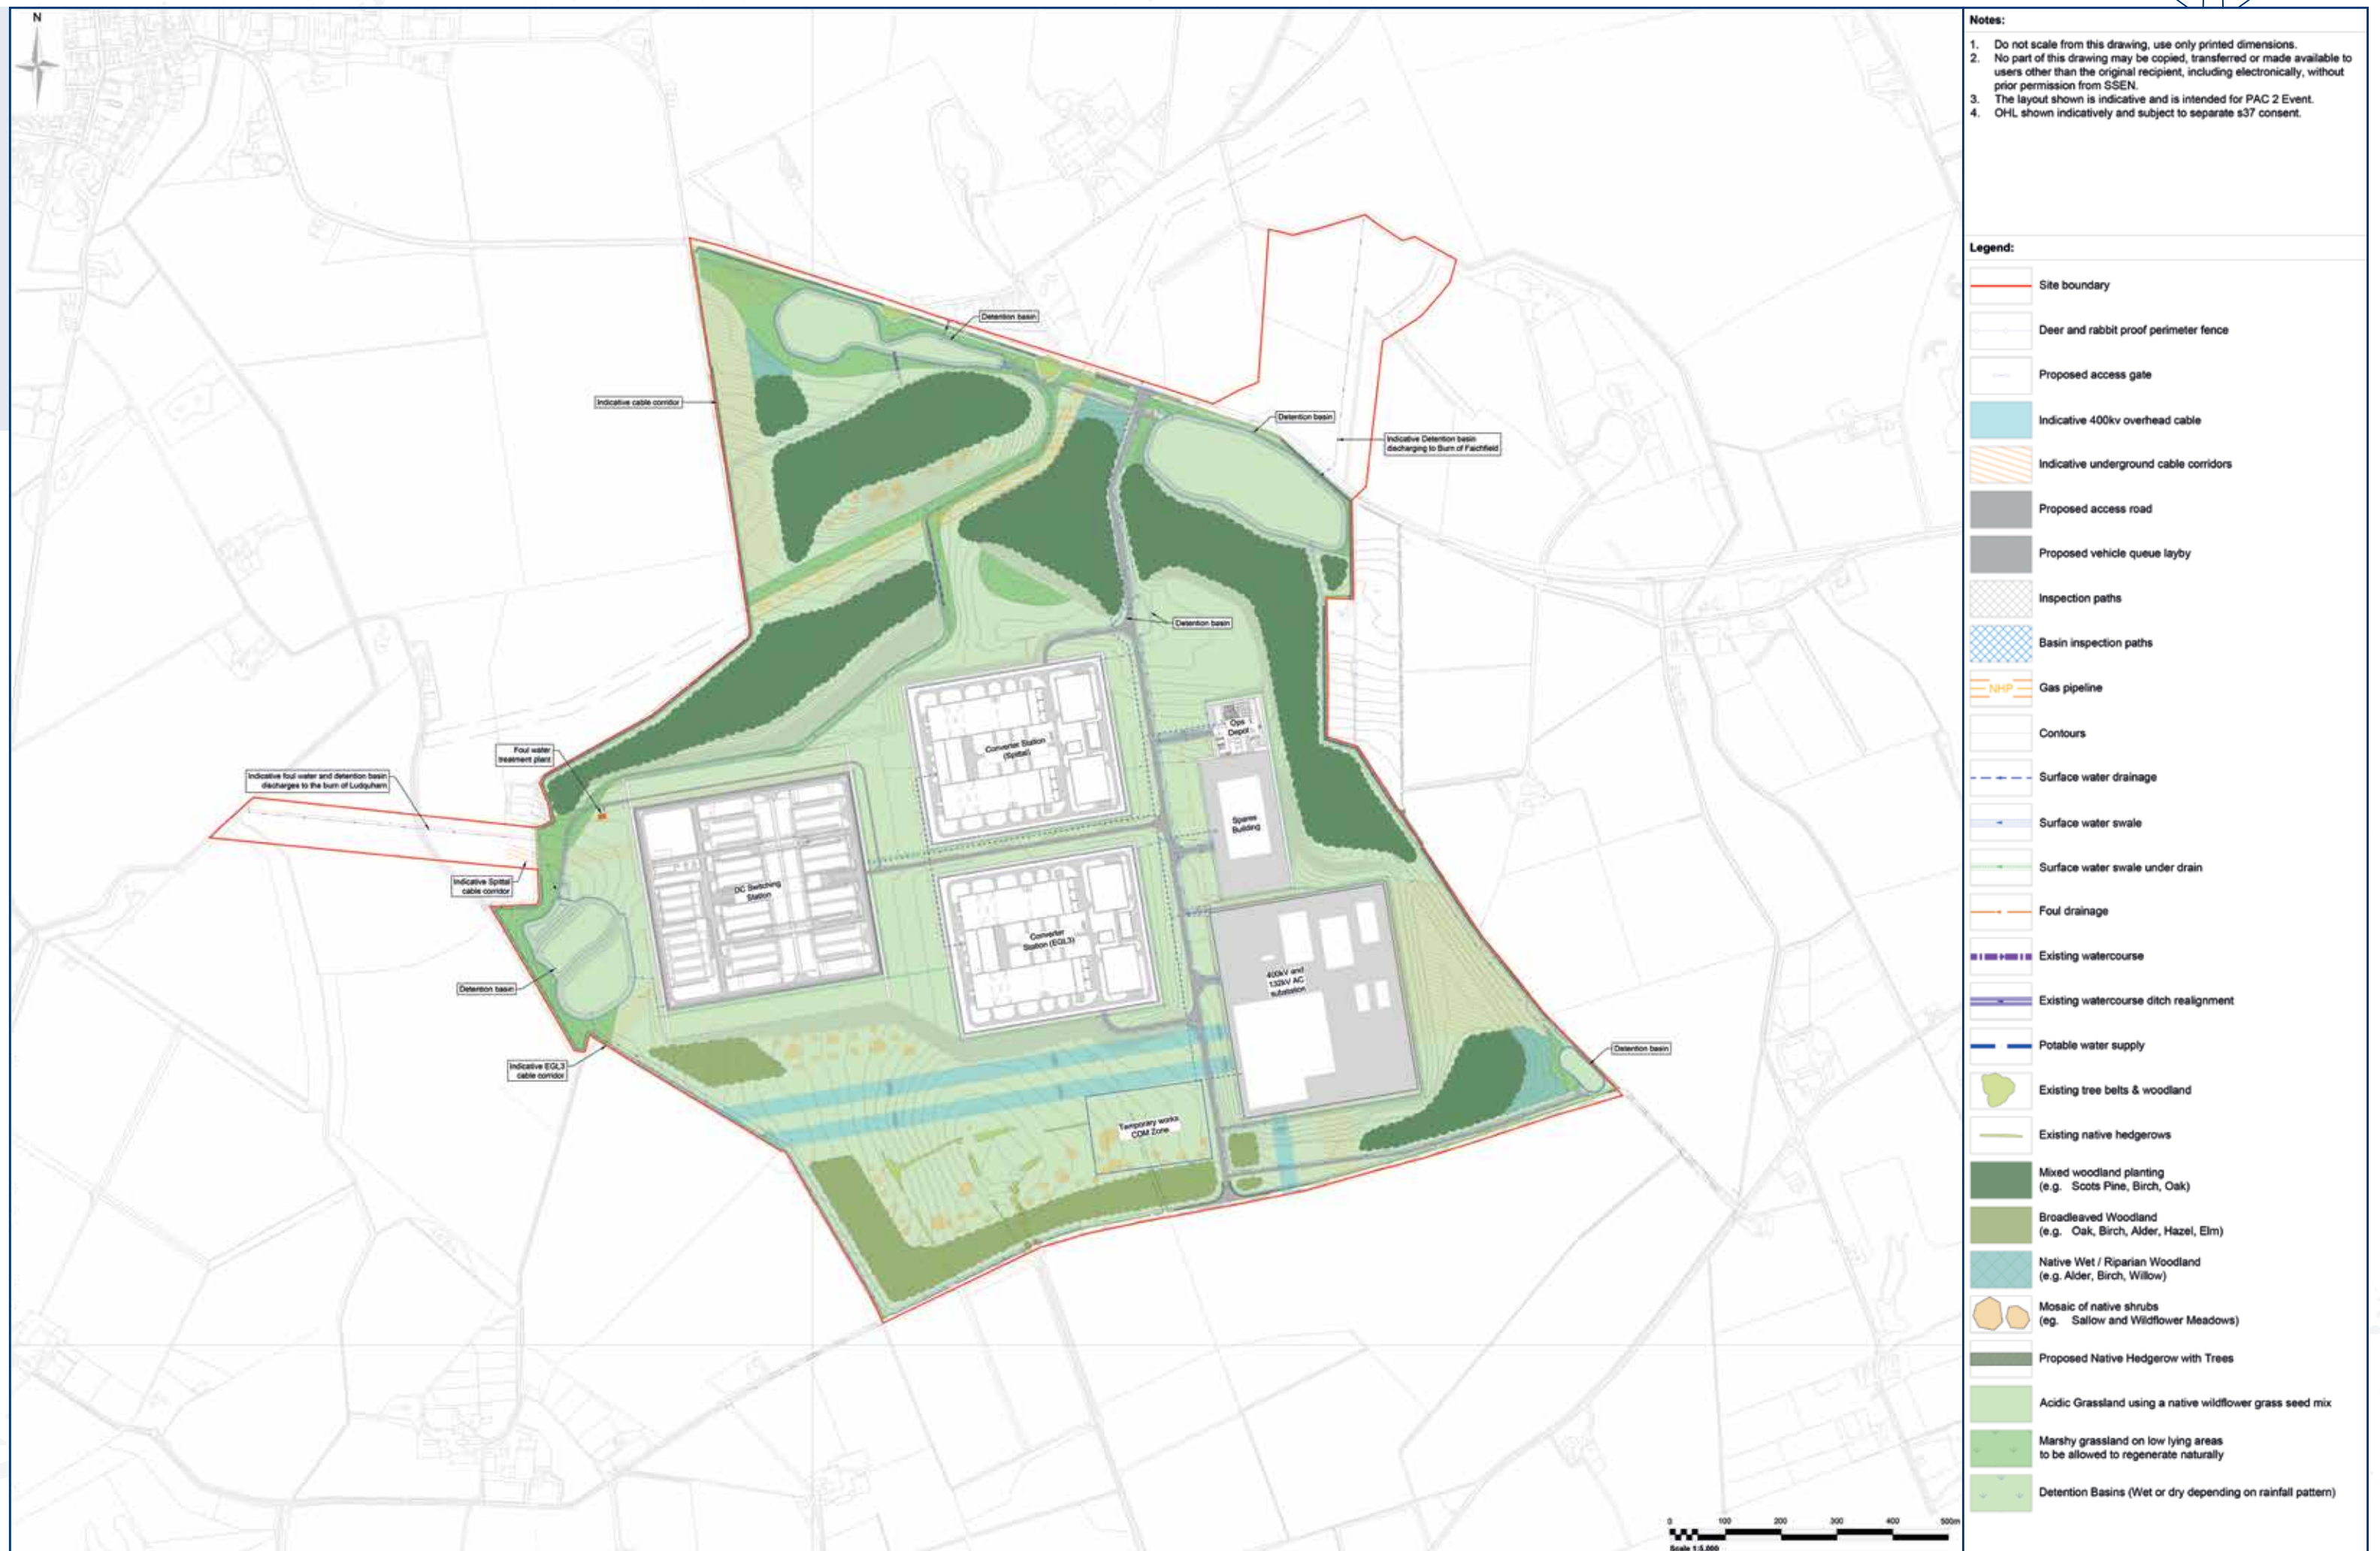 N
Detention basin
Indicative cable corridor
Detention basin
Indicative Detention basin
discharging to Burn of Faichfield
Detention basin
Ops
Depot
Converter Station
(Spittal)
Foul water
treatment plant
Indicative foul water and detention basin
discharges to the burn of Ludquharn
Spares
Building
Indicative Spittal
cable corridor
DC Switching
Station
Converter
Station (EGL3)
400kV and
132kV AC
substation
Detention basin
Indicative EGL3
cable corridor
Detention basin
Temporary works
CDM Zone
0 100 200 300 400 500m
Scale 1:5,000
Notes:
1. Do not scale from this drawing, use only printed dimensions.
2. No part of this drawing may be copied, transferred or made available to
users other than the original recipient, including electronically, without
prior permission from SSEN.
3. The layout shown is indicative and is intended for PAC 2 Event.
4. OHL shown indicatively and subject to separate s37 consent.
Legend:
Site boundary
Deer and rabbit proof perimeter fence
Proposed access gate
Indicative 400kv overhead cable
Indicative underground cable corridors
Proposed access road
Proposed vehicle queue layby
Inspection paths
Basin inspection paths
NHP
Gas pipeline
Contours
Surface water drainage
Surface water swale
Surface water swale under drain
Foul drainage
Existing watercourse
Existing watercourse ditch realignment
Potable water supply
Existing tree belts & woodland
Existing native hedgerows
Mixed woodland planting
(e.g. Scots Pine, Birch, Oak)
Broadleaved Woodland
(e.g. Oak, Birch, Alder, Hazel, Elm)
Native Wet / Riparian Woodland
(e.g. Alder, Birch, Willow)
Mosaic of native shrubs
(eg. Sallow and Wildflower Meadows)
Proposed Native Hedgerow with Trees
Acidic Grassland using a native wildflower grass seed mix
Marshy grassland on low lying areas
to be allowed to regenerate naturally
Detention Basins (Wet or dry depending on rainfall pattern)